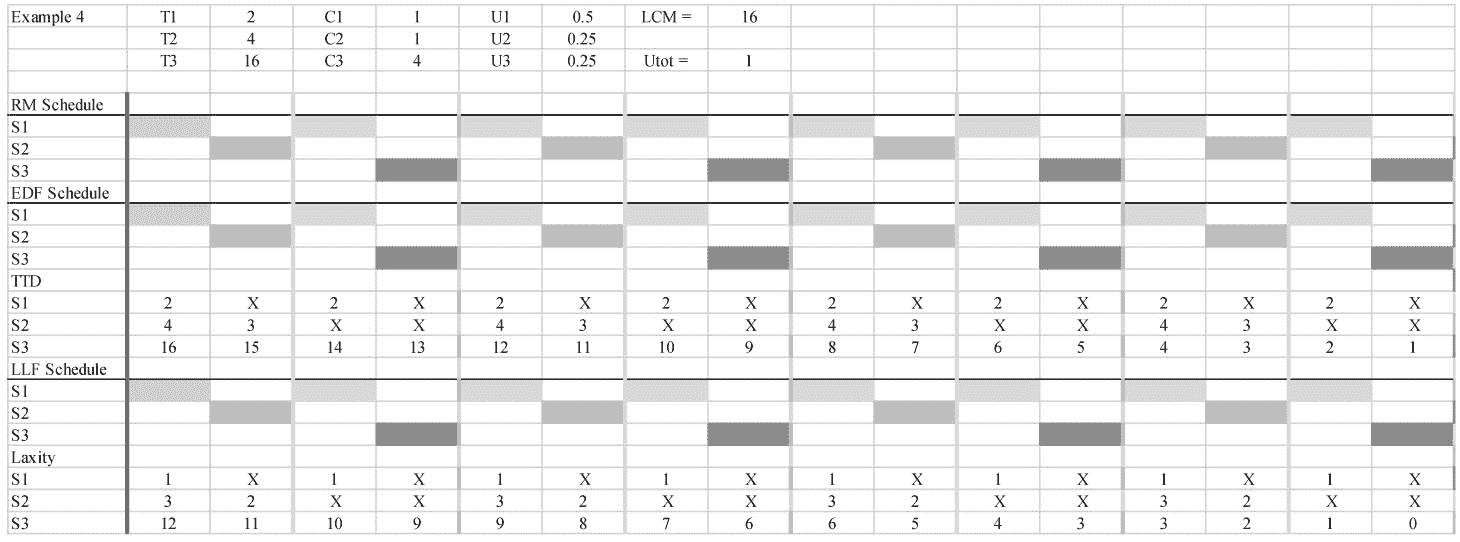 Example 4 T1 2 C1 1 U1 0.5 LCM = 16
T2 4 C2 1 U2 0.25
T3 16 C3 4 U3 0.25 Utot = 1
RM Schedule
S1
S2
S3
EDF Schedule
S1
S2
S3
TTD
S1 2 X 2 X 2 X 2 X 2 X 2 X 2 X 2 X
S2 4 3 X X 4 3 X X 4 3 X X 4 3 X X
S3 16 15 14 13 12 11 10 9 8 7 6 5 4 3 2 1
LLF Schedule
S1
S2
S3
Laxity
S1 1 X 1 X 1 X 1 X 1 X 1 X 1 X 1 X
S2 3 2 X X 3 2 X X 3 2 X X 3 2 X X
S3 12 11 10 9 9 8 7 6 6 5 4 3 3 2 1 0